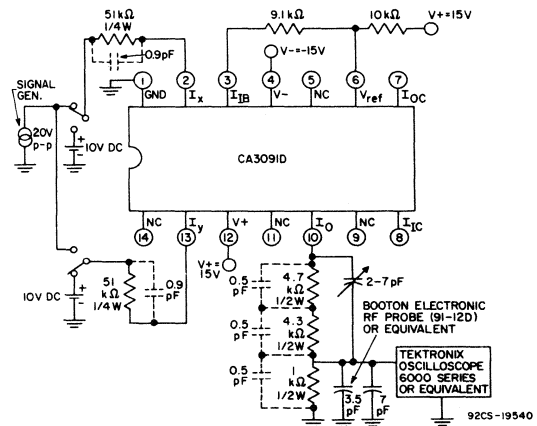 51 kΩ
1/4W
0.9pF
9.1kΩ
10 kΩ
V+=15V
V-=-15V
1
2
3
4
5
6
7
GND
Ix
IIB
V-
NC
Vref
IOC
SIGNAL
GEN.
20V
p-p
+
-
10V DC
CA3091D
NC
Iy
V+
NC
IO
NC
IIC
14
13
12
11
10
9
8
V+=
15V
10V DC
+
-
51
kΩ
1/4W
0.9
pF
0.5
pF
4.7
kΩ
1/2W
2-7pF
0.5
pF
4.3
kΩ
1/2W
0.5
pF
1
kΩ
1/2W
BOOTON ELECTRONIC
RF PROBE (91-12D)
OR EQUIVALENT
3.5
pF
7
pF
TEKTRONIX
OSCILLOSCOPE
6000 SERIES
OR EQUIVALENT
92CS-19540